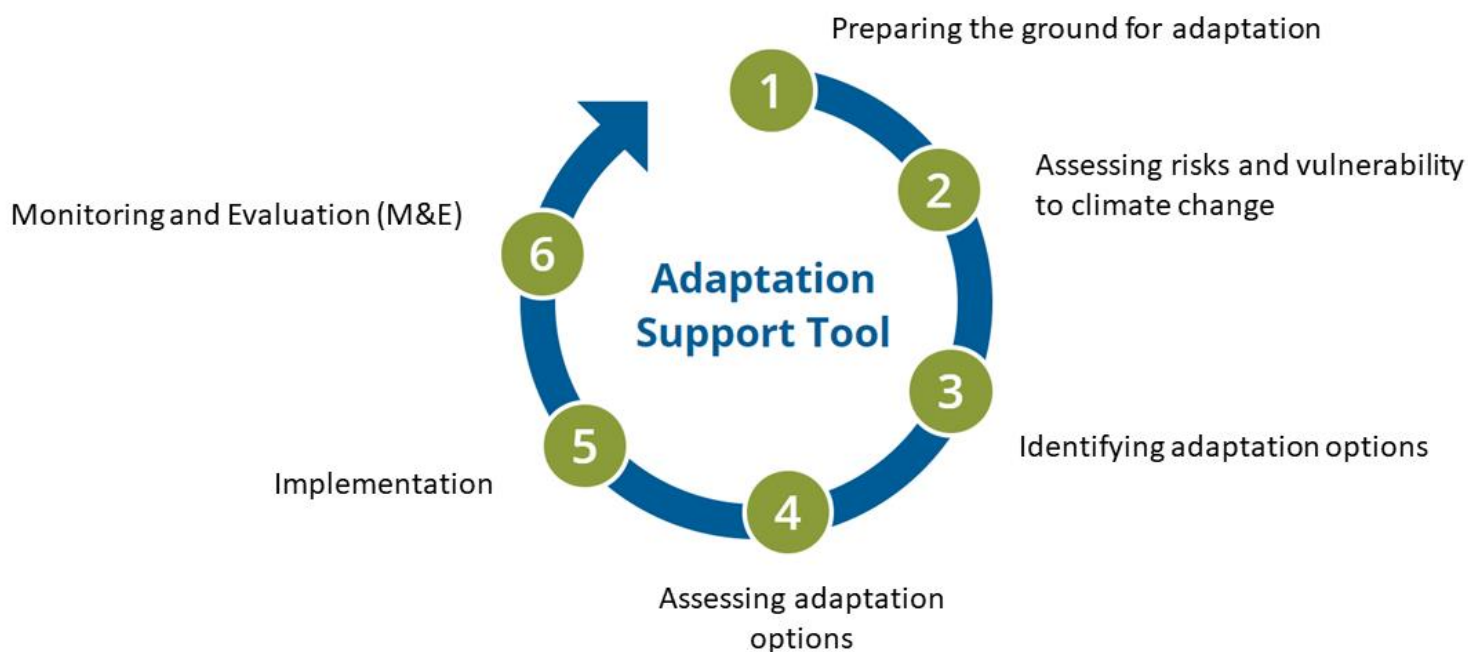 Preparing the ground for adaptation
1
2
Assessing risks and vulnerability
to climate change
Monitoring and Evaluation (M&E)
6
Adaptation
Support Tool
3
Identifying adaptation options
5
Implementation
4
Assessing adaptation
options